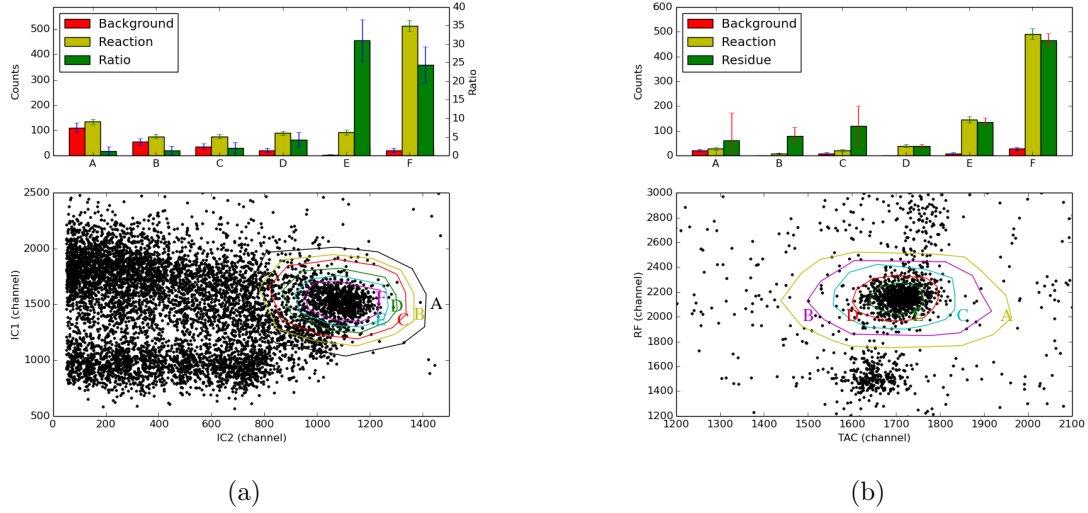 Background
Reaction
Ratio
Counts
Ratio
600
500
400
300
200
100
0
40
35
30
25
20
15
10
5
0
A B C D E F
2500
2000
1500
1000
500
IC1 (channel)
D
C
B
A
0 200 400 600 800 1000 1200 1400
IC2 (channel)
(a)
Background
Reaction
Residue
Counts
600
500
400
300
200
100
0
A B C D E F
3000
2800
2600
2400
2200
2000
1800
1600
1400
1200
RF (channel)
B D E C A
1200 1300 1400 1500 1600 1700 1800 1900 2000 2100
TAC (channel)
(b)